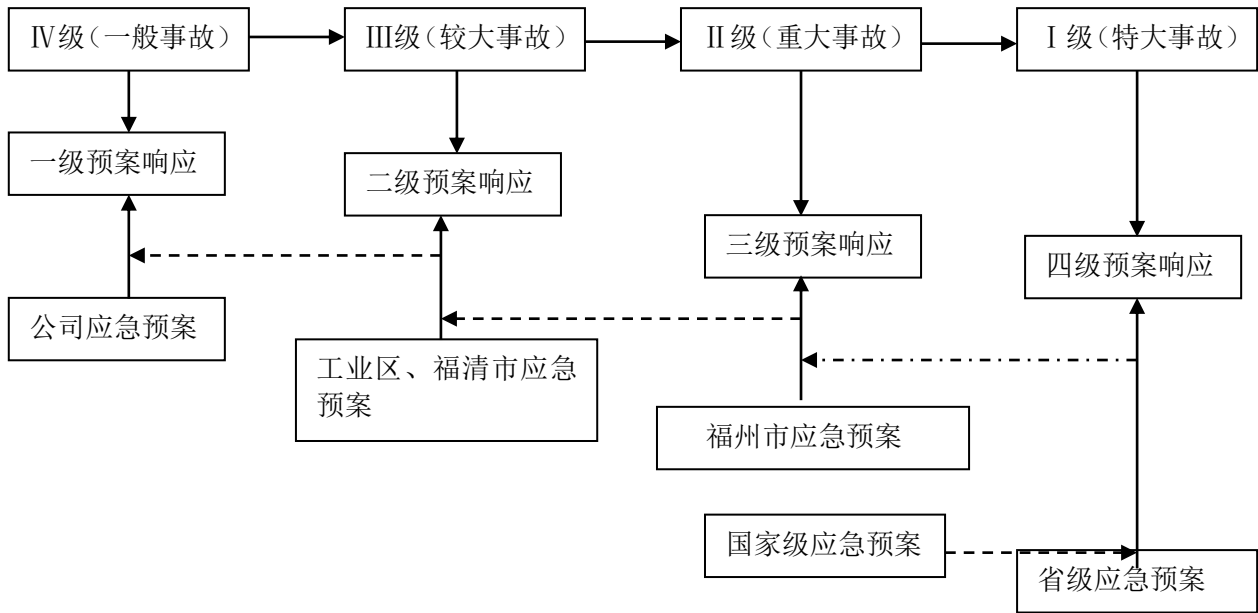 Ⅳ级（一般事故）
Ⅲ级（较大事故）
Ⅱ级（重大事故）
Ⅰ级（特大事故）
一级预案响应
二级预案响应
三级预案响应
四级预案响应
公司应急预案
工业区、福清市应急
预案
福州市应急预案
国家级应急预案
省级应急预案